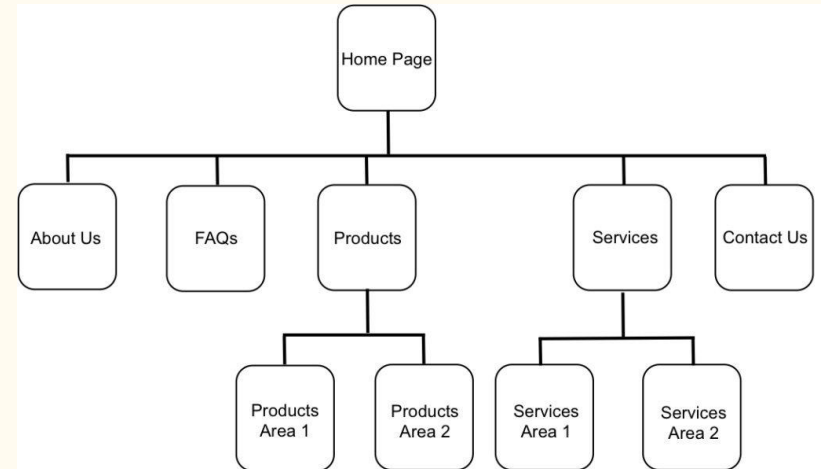 Home Page
About Us
FAQs
Products
Services
Contact Us
Products
Area 1
Products
Area 2
Services
Area 1
Services
Area 2